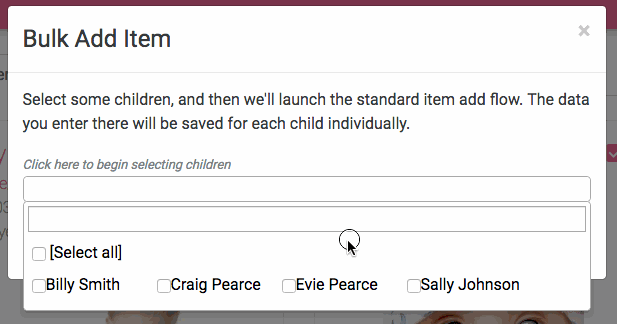 Bulk Add Item
×
Select some children, and then we'll launch the standard item add flow. The data
you enter there will be saved for each child individually.
Click here to begin selecting children
[Select all]
Billy Smith Craig Pearce Evie Pearce Sally Johnson